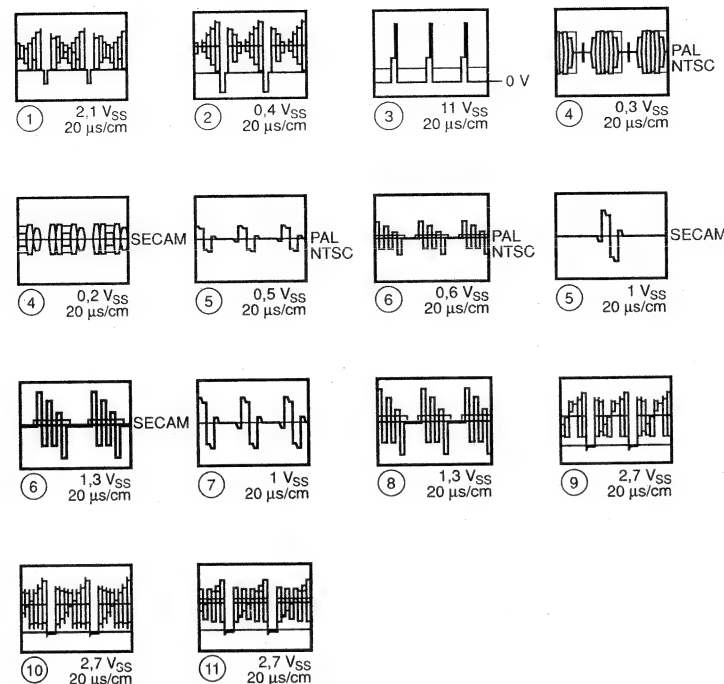 1 2,1 VSS
20 µs/cm
2 0,4 VSS
20 µs/cm
0 V
3 11 VSS
20 µs/cm
PAL
NTSC
4 0,3 VSS
20 µs/cm
SECAM
4 0,2 VSS
20 µs/cm
PAL
NTSC
5 0,5 VSS
20 µs/cm
PAL
NTSC
6 0,6 VSS
20 µs/cm
SECAM
5 1 VSS
20 µs/cm
SECAM
6 1,3 VSS
20 µs/cm
7 1 VSS
20 µs/cm
8 1,3 VSS
20 µs/cm
9 2,7 VSS
20 µs/cm
10 2,7 VSS
20 µs/cm
11 2,7 VSS
20 µs/cm